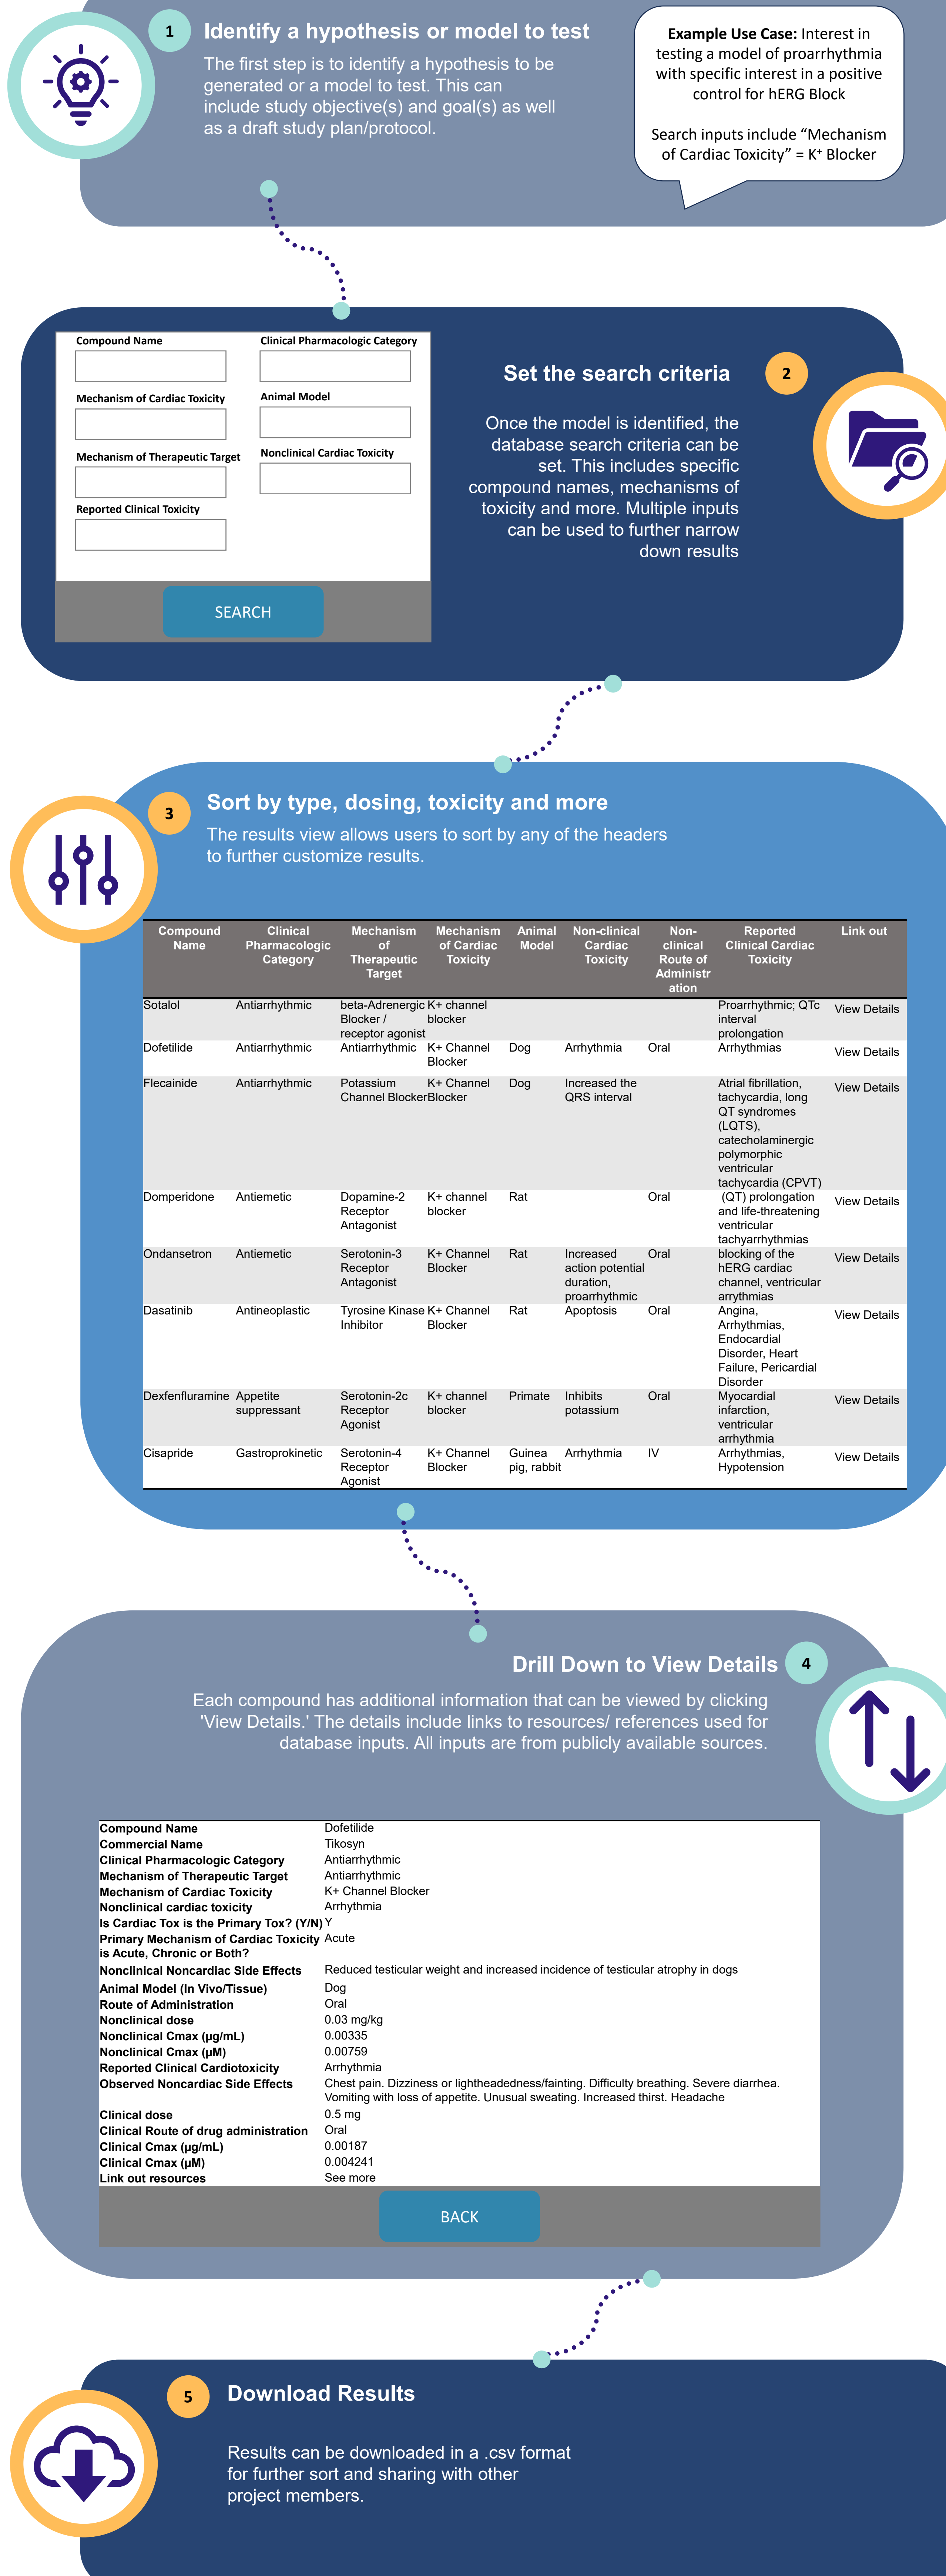 1
Identify a hypothesis or model to test
The first step is to identify a hypothesis to be
generated or a model to test. This can
include study objective(s) and goal(s) as well
as a draft study plan/protocol.
Example Use Case: Interest in
testing a model of proarrhythmia
with specific interest in a positive
control for hERG Block
Search inputs include “Mechanism
of Cardiac Toxicity” = K⁺ Blocker
Compound Name
Clinical Pharmacologic Category
Mechanism of Cardiac Toxicity
Animal Model
Mechanism of Therapeutic Target
Nonclinical Cardiac Toxicity
Reported Clinical Toxicity
SEARCH
Set the search criteria
2
Once the model is identified, the
database search criteria can be
set. This includes specific
compound names, mechanisms of
toxicity and more. Multiple inputs
can be used to further narrow
down results
3
Sort by type, dosing, toxicity and more
The results view allows users to sort by any of the headers
to further customize results.
Compound Clinical Mechanism Mechanism Animal Non-clinical Non- Reported Link out
Name Pharmacologic of of Cardiac Model Cardiac clinical Clinical Cardiac
Category Therapeutic Toxicity Toxicity Route of Toxicity
Target Administr
ation
Sotalol Antiarrhythmic beta-Adrenergic K+ channel Proarrhythmic; QTc View Details
Blocker / blocker interval
receptor agonist prolongation
Dofetilide Antiarrhythmic Antiarrhythmic K+ Channel Dog Arrhythmia Oral Arrhythmias View Details
Blocker
Flecainide Antiarrhythmic Potassium K+ Channel Dog Increased the Atrial fibrillation, View Details
Channel Blocker Blocker QRS interval tachycardia, long
QT syndromes
(LQTS),
catecholaminergic
polymorphic
ventricular
tachycardia (CPVT)
Domperidone Antiemetic Dopamine-2 K+ channel Rat Oral (QT) prolongation View Details
Receptor blocker and life-threatening
Antagonist ventricular
tachyarrhythmias
Ondansetron Antiemetic Serotonin-3 K+ Channel Rat Increased Oral blocking of the View Details
Receptor Blocker action potential hERG cardiac
Antagonist duration, channel, ventricular
proarrhythmic arrytmias
Dasatinib Antineoplastic Tyrosine Kinase K+ Channel Rat Apoptosis Oral Angina, View Details
Inhibitor Blocker Arrhythmias,
Endocardial
Disorder, Heart
Failure, Pericardial
Disorder
Dexfenfluramine Appetite Serotonin-2c K+ channel Primate Inhibits Oral Myocardial View Details
suppressant Receptor blocker potassium infarction,
Agonist ventricular
arrhythmia
Cisapride Gastroprokinetic Serotonin-4 K+ Channel Guinea Arrhythmia IV Arrhythmias, View Details
Receptor Blocker pig, rabbit Hypotension
Agonist
Drill Down to View Details
4
Each compound has additional information that can be viewed by clicking
'View Details.' The details include links to resources/ references used for
database inputs. All inputs are from publicly available sources.
Compound Name Dofetilide
Commercial Name Tikosyn
Clinical Pharmacologic Category Antiarrhythmic
Mechanism of Therapeutic Target Antiarrhythmic
Mechanism of Cardiac Toxicity K+ Channel Blocker
Nonclinical cardiac toxicity Arrhythmia
Is Cardiac Tox is the Primary Tox? (Y/N) Y
Primary Mechanism of Cardiac Toxicity Acute
is Acute, Chronic or Both?
Nonclinical Noncardiac Side Effects Reduced testicular weight and increased incidence of testicular atrophy in dogs
Animal Model (In Vivo/Tissue) Dog
Route of Administration Oral
Nonclinical dose 0.03 mg/kg
Nonclinical Cmax (μg/mL) 0.00335
Nonclinical Cmax (μM) 0.00759
Reported Clinical Cardiotoxicity Arrhythmia
Observed Noncardiac Side Effects Chest pain. Dizziness or lightheadedness/fainting. Difficulty breathing. Severe diarrhea.
Vomiting with loss of appetite. Unusual sweating. Increased thirst. Headache
Clinical dose 0.5 mg
Clinical Route of drug administration Oral
Clinical Cmax (μg/mL) 0.00187
Clinical Cmax (μM) 0.004241
Link out resources See more
BACK
5
Download Results
Results can be downloaded in a .csv format
for further sort and sharing with other
project members.